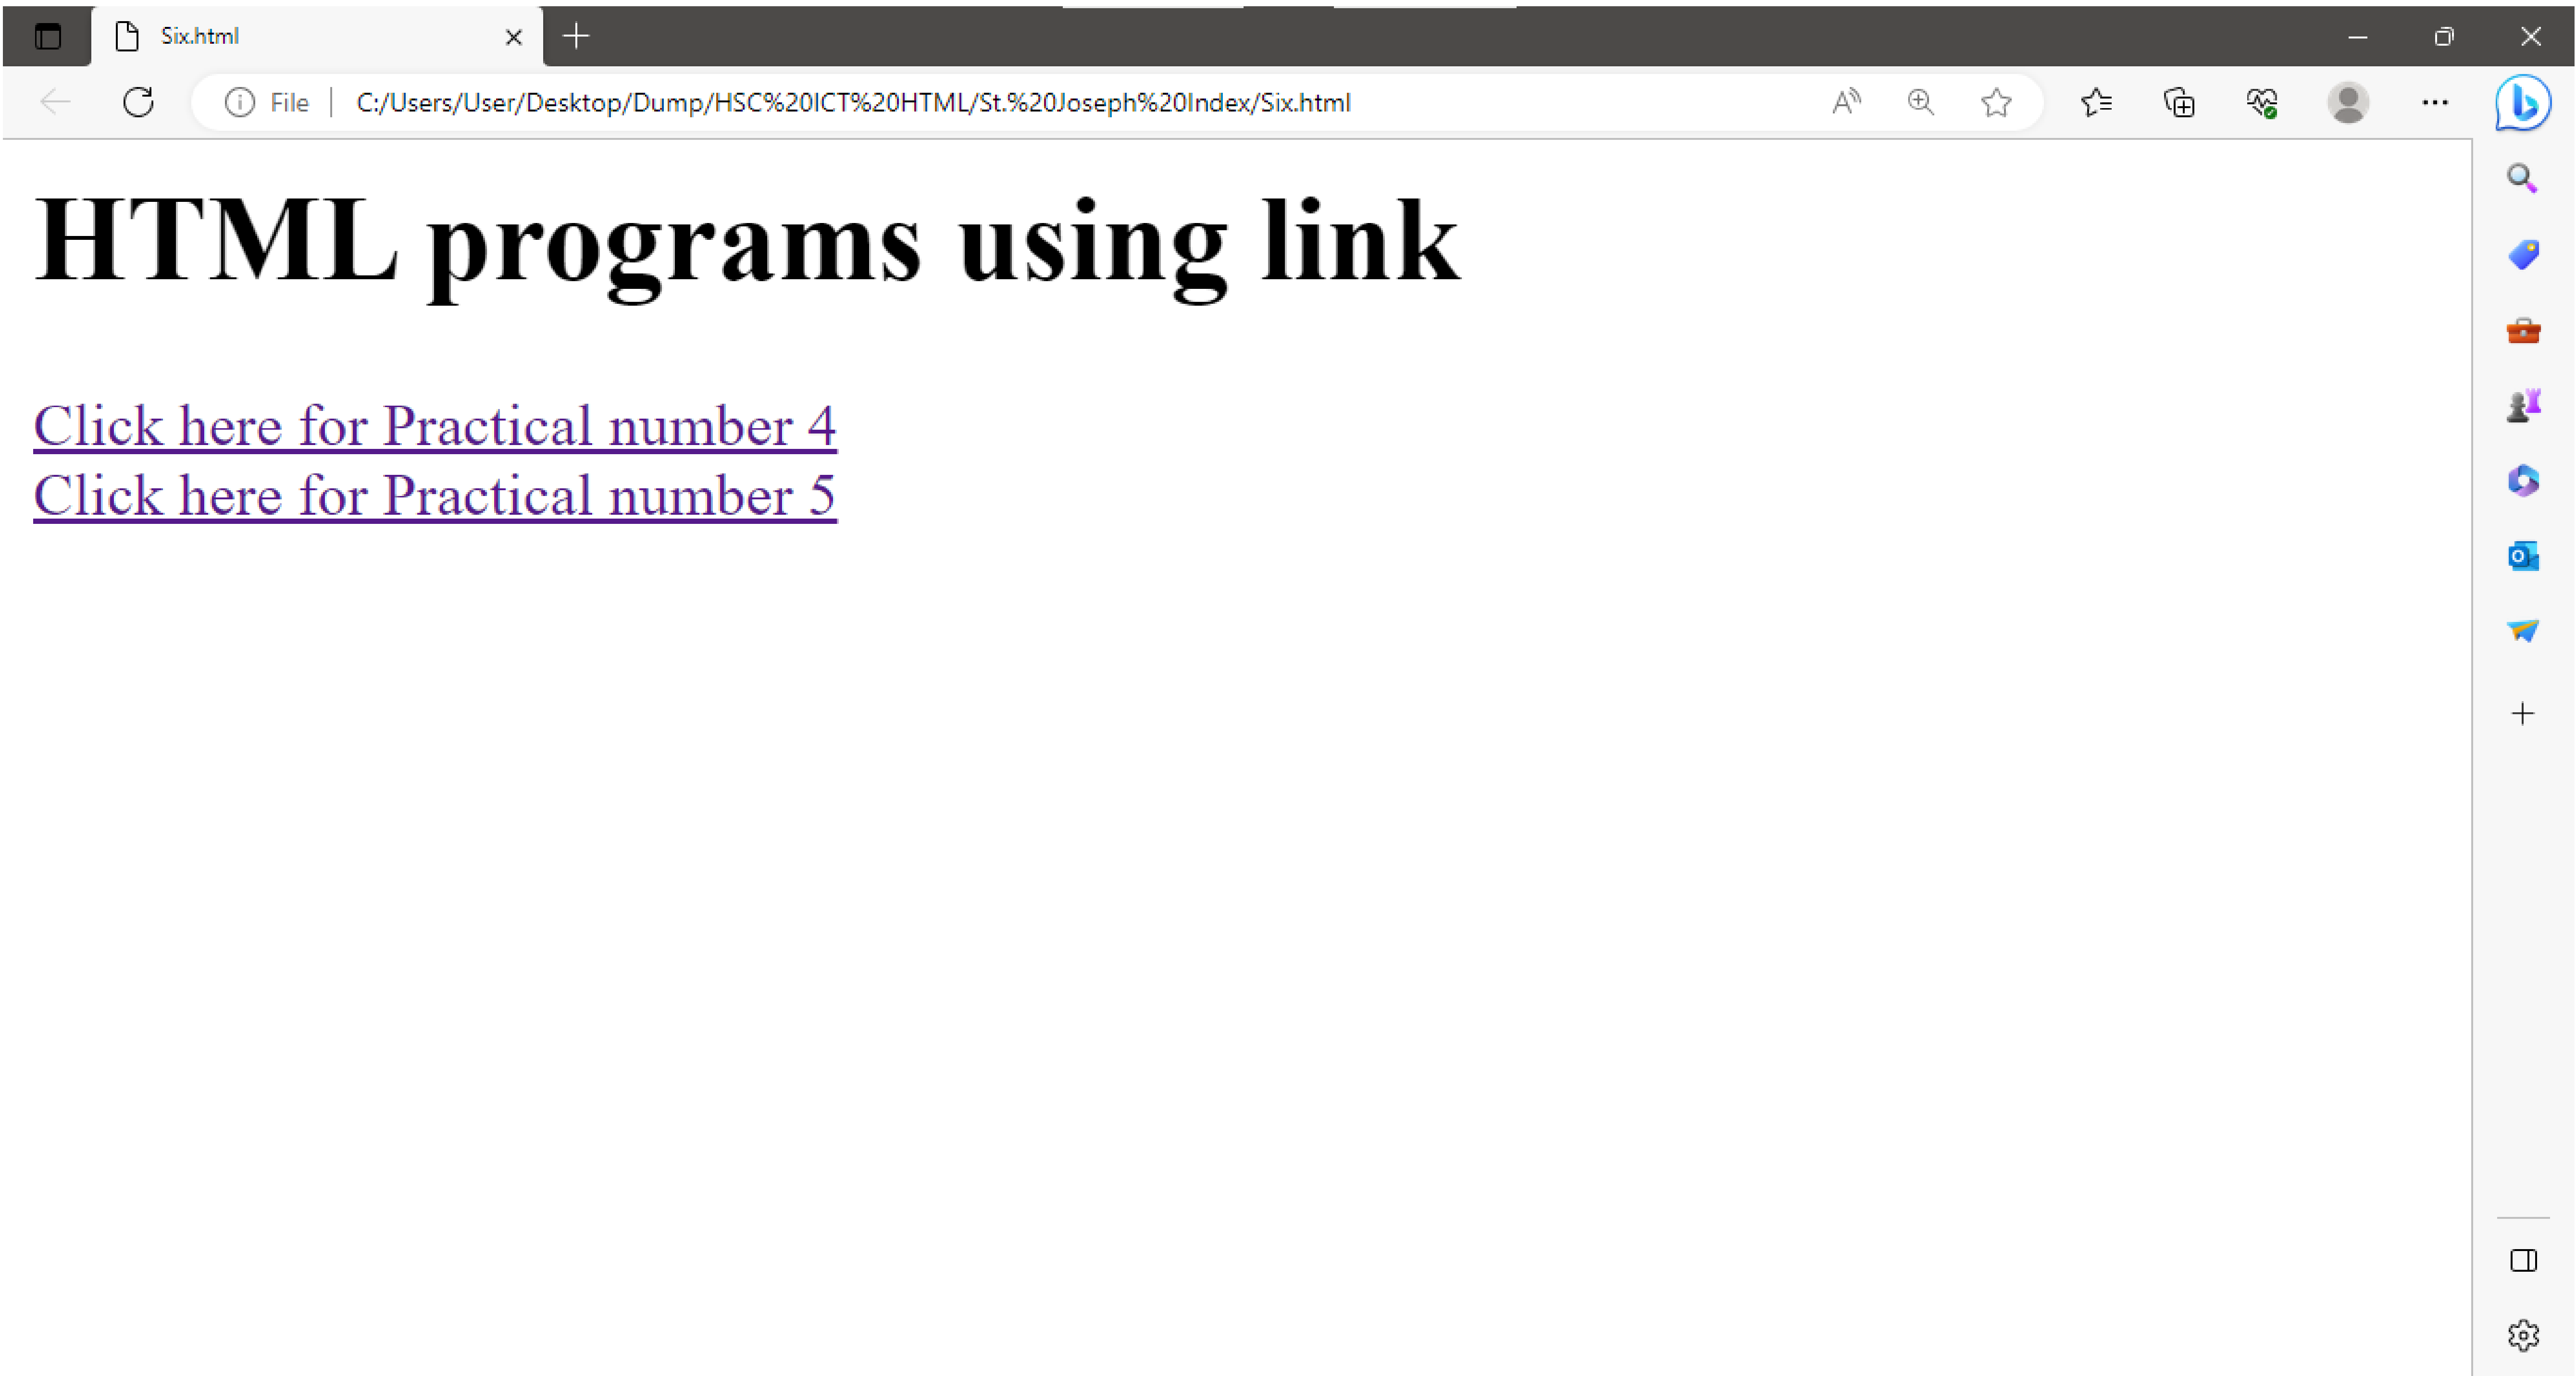 Six.html
File
C:/Users/User/Desktop/Dump/HSC%20ICT%20HTML/St.%20Joseph%20Index/Six.html
HTML programs using link
Click here for Practical number 4
Click here for Practical number 5